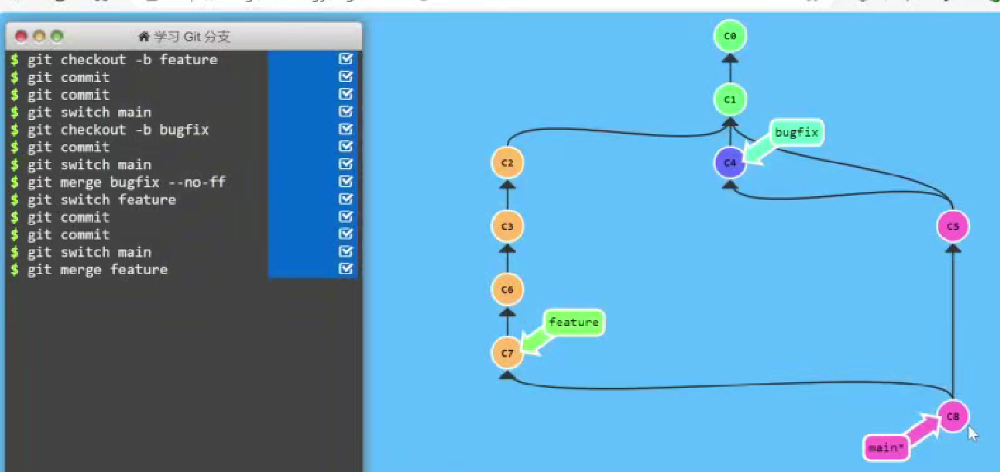 学习 Git 分支
$ git checkout -b feature
$ git commit
$ git commit
$ git switch main
$ git checkout -b bugfix
$ git commit
$ git switch main
$ git merge bugfix --no-ff
$ git switch feature
$ git commit
$ git commit
$ git switch main
$ git merge feature
C0
C1
bugfix
C2
C4
C3
C5
C6
feature
C7
C8
main*